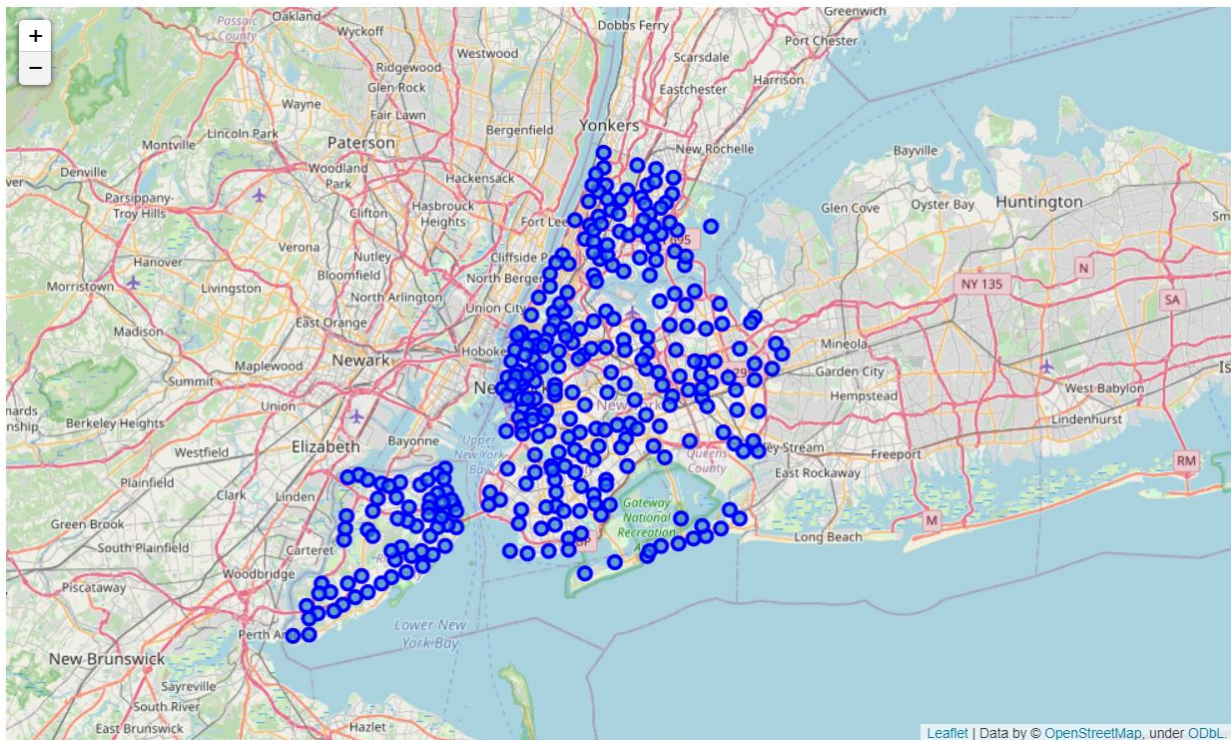 +
−
Passaic
County
Oakland
Wyckoff
Dobbs Ferry
Greenwich
Port Chester
Westwood
Scarsdale
Ridgewood
Glen Rock
Eastchester
Harrison
Wayne
Fair Lawn
Yonkers
Lincoln Park
Paterson
Bergenfield
Montville
New Rochelle
Bayville
Denville
Woodland
Park
Hackensack
Parsippany-
Troy Hills
Clifton
Hasbrouck
Heights
Fort Lee
Glen Cove
Oyster Bay
Huntington
Verona
695
Hanover
Nutley
Cliffside
Bloomfield
North Bergen
N
Morristown
Livingston
North Arlington
Union City
NY 135
SA
Madison
East Orange
Mineola
Chatham
Maplewood
Newark
Hoboke
Garden City
Summit
Union
West Babylon
Hempstead
Berkeley Heights
Lindenhurst
Elizabeth
Bayonne
Upper
New York
Bay
Queens
County
ey Stream
Freeport
Westfield
East Rockaway
RM
Plainfield
Clark
Linden
Gateway
National
Recreation
M
Green Brook
South Plainfield
Carteret
Long Beach
Woodbridge
Piscataway
Perth Am
Lower New
York Bay
New Brunswick
Sayreville
South River
East Brunswick
Hazlet
Leaflet | Data by © OpenStreetMap, under ODbL.